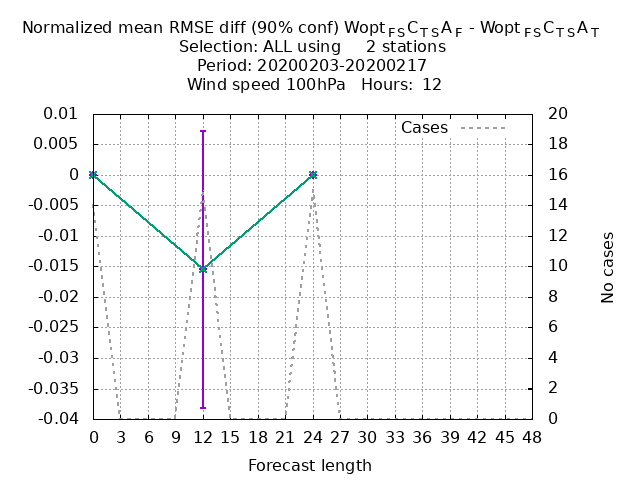 Normalized mean RMSE diff (90% conf) Wopt FS C TS A F - Wopt FS C TS A T
Selection: ALL using 2 stations
Period: 20200203-20200217
Wind speed 100hPa Hours: 12
Cases
0.01
0.005
0
-0.005
-0.01
-0.015
-0.02
-0.025
-0.03
-0.035
-0.04
20
18
16
14
12
10
8
6
4
2
0
No cases
0 3 6 9 12 15 18 21 24 27 30 33 36 39 42 45 48
Forecast length